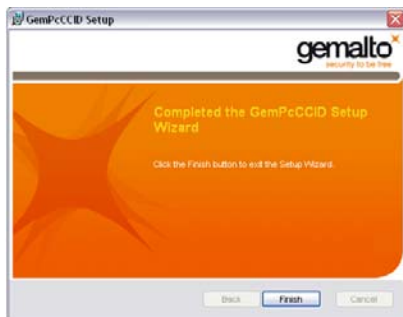 GemPcCCID Setup
gemalto
security to be free
Completed the GemPcCCID Setup
Wizard
Click the Finish button to exit the Setup Wizard.
Back Finish Cancel